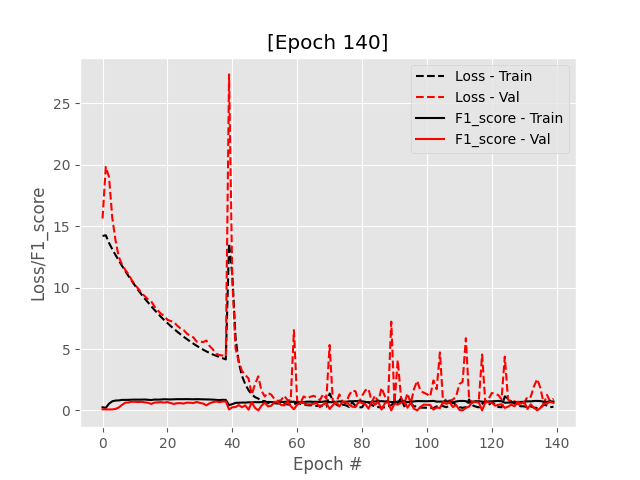 [Epoch 140]
Loss - Train
Loss - Val
F1_score - Train
F1_score - Val
Loss/F1_score
25
20
15
10
5
0
0 20 40 60 80 100 120 140
Epoch #